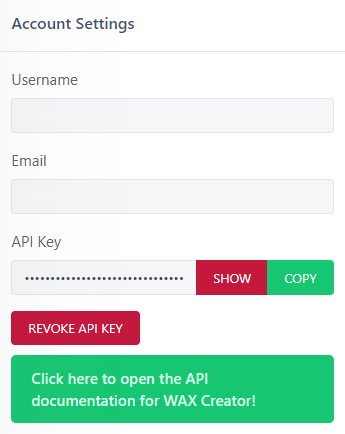 Account Settings
Username
Email
API Key
••••••••••••••••••••••••••••••• SHOW COPY
REVOKE API KEY
Click here to open the API
documentation for WAX Creator!